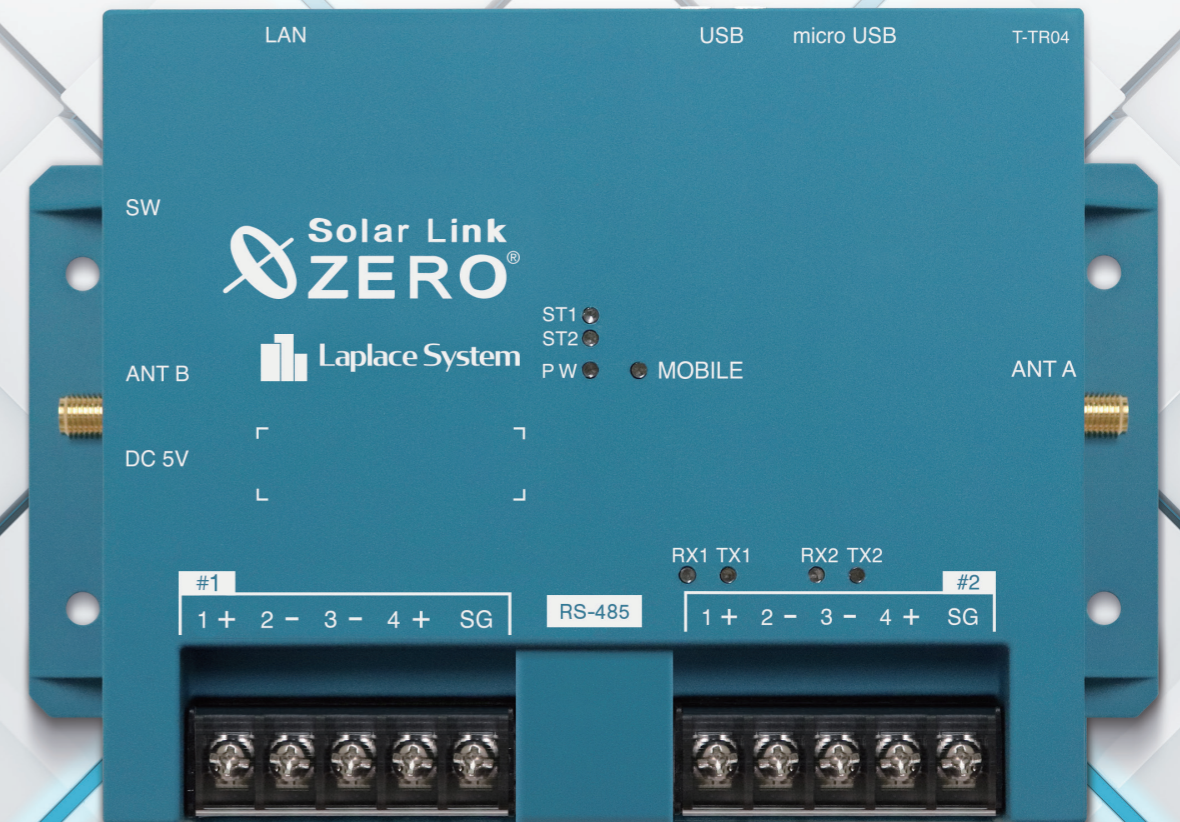 LAN
USB
micro USB
T-TR04
SW
Solar Link
ZERO®
Laplace System
ST1
ST2
PW
MOBILE
ANT B
ANT A
DC 5V
RX1 TX1
RX2 TX2
#1
1 + 2 - 3 - 4 + SG
RS-485
#2
1 + 2 - 3 - 4 + SG